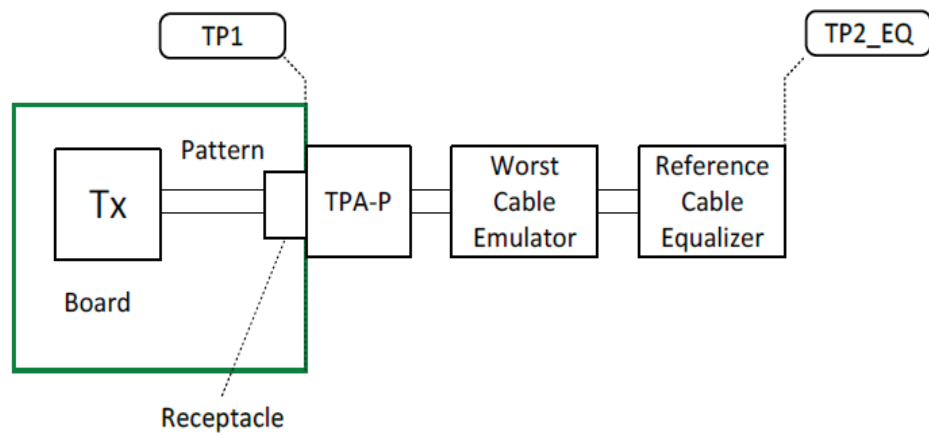 TP1
TP2_EQ
Pattern
Tx
TPA-P
Worst
Cable
Emulator
Reference
Cable
Equalizer
Board
Receptacle